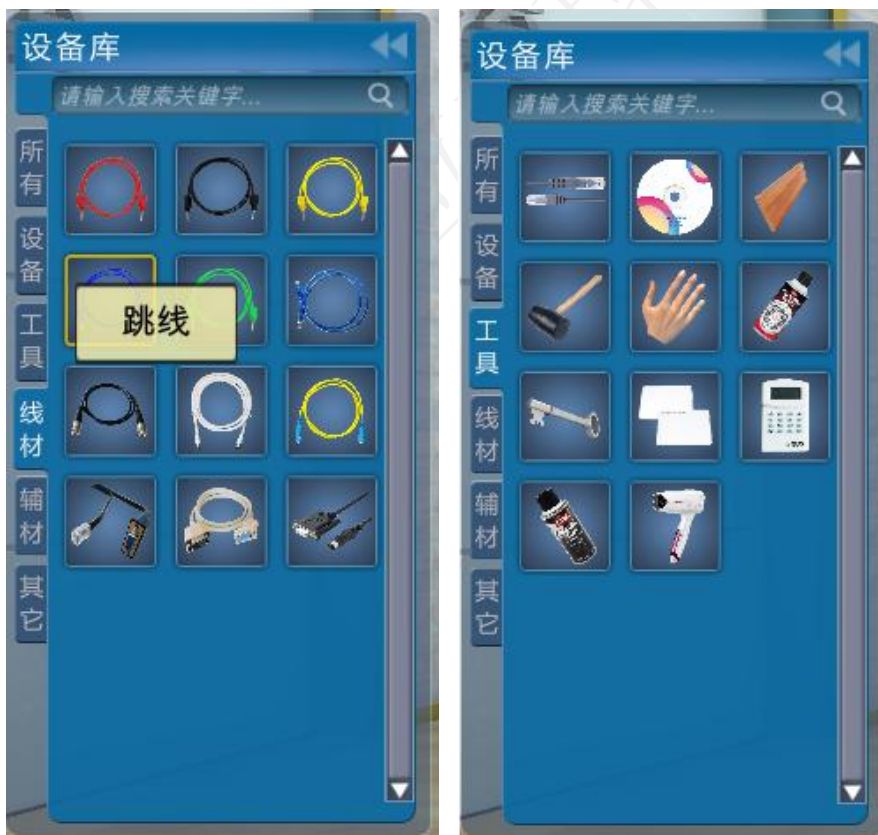 设备库
请输入搜索关键字...
所有
设备
工具
线材
辅材
其它
跳线
设备库
请输入搜索关键字...
所有
设备
工具
线材
辅材
其它